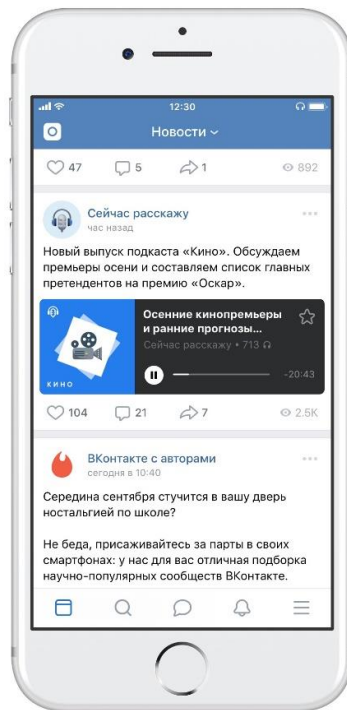 12:30
Новости
47 5 1 892
Сейчас расскажу
час назад
Новый выпуск подкаста «Кино». Обсуждаем
премьеры осени и составляем список главных
претендентов на премию «Оскар».
Осенние кинопремьеры
и ранние прогнозы...
Сейчас расскажу • 713
КИНО
-20:43
104 21 7 2.5K
ВКонтакте с авторами
сегодня в 10:40
Середина сентября стучится в вашу дверь
ностальгией по школе?
Не беда, присаживайтесь за парты в своих
смартфонах: у нас для вас отличная подборка
научно-популярных сообществ ВКонтакте.